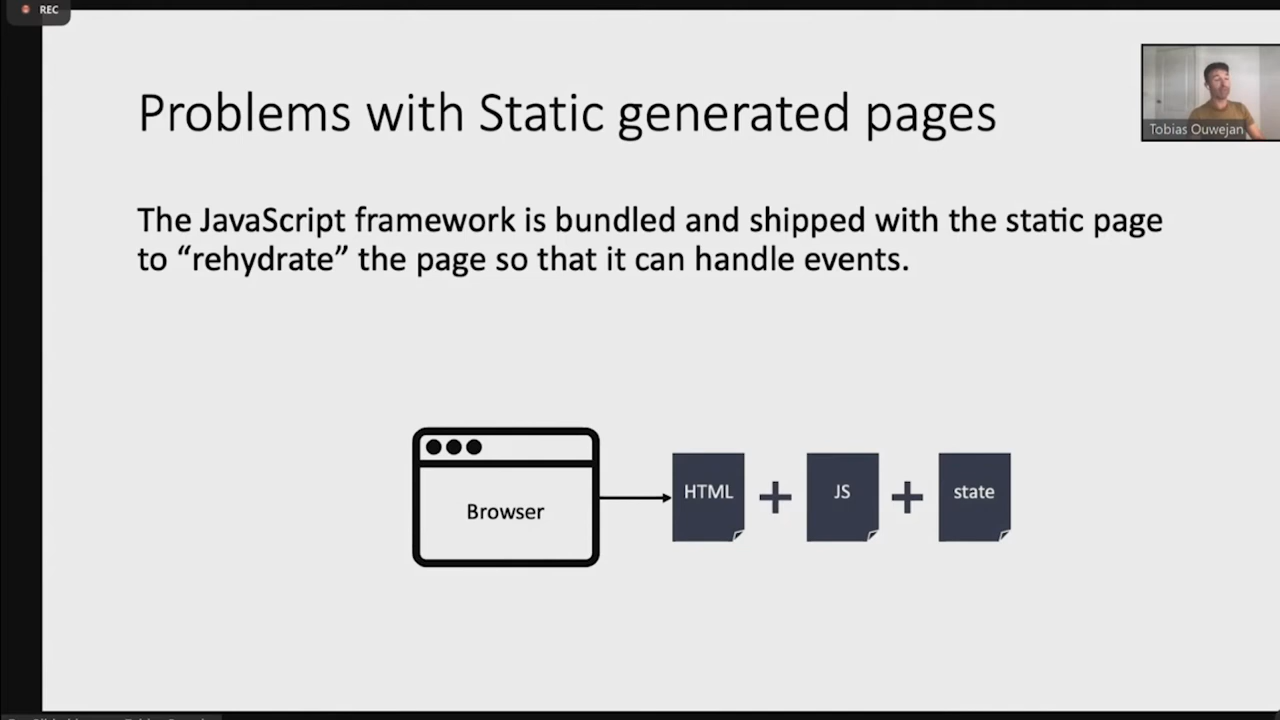 REC
Problems with Static generated pages
Tobias Ouwejan
The JavaScript framework is bundled and shipped with the static page
to “rehydrate” the page so that it can handle events.
Browser
HTML
JS
state